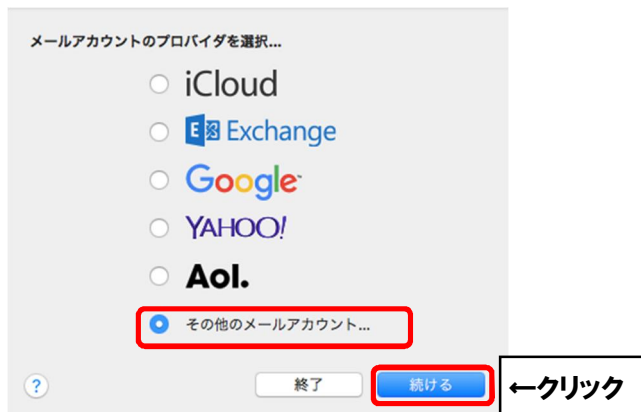 メールアカウントのプロバイダを選択...
iCloud
E Exchange
Google
YAHOO!
Aol.
その他のメールアカウント...
?
終了
続ける
←クリック